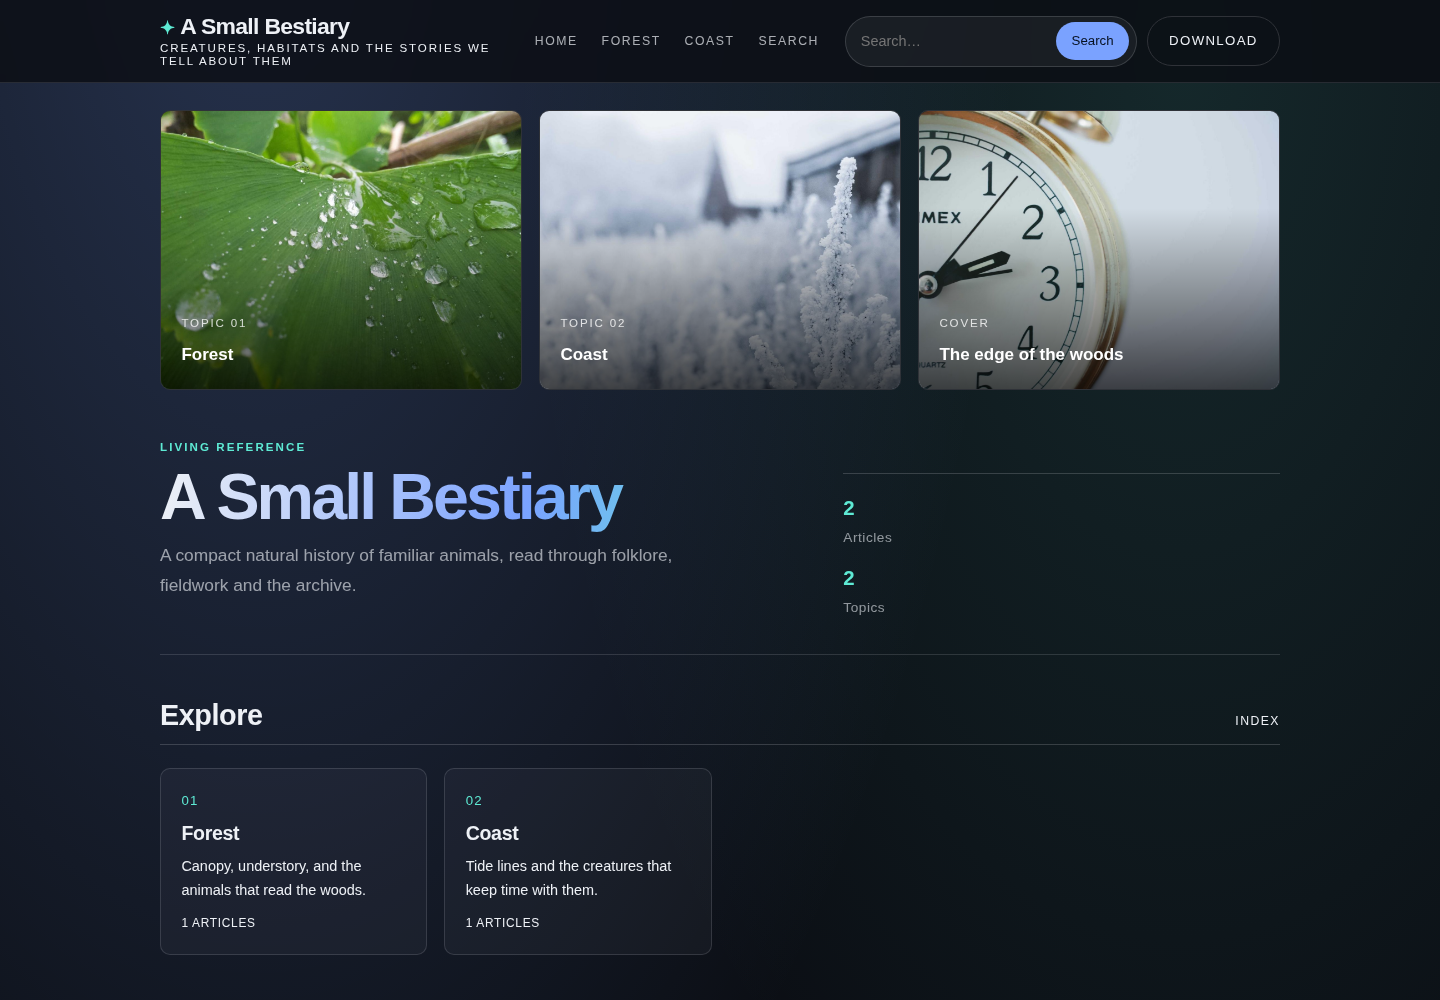 ✦ A Small Bestiary
CREATURES, HABITATS AND THE STORIES WE
TELL ABOUT THEM
HOME
FOREST
COAST
SEARCH
Search…
Search
DOWNLOAD
TOPIC 01
Forest
TOPIC 02
Coast
12
1
2
3
4
5
IMEX
QUARTZ
COVER
The edge of the woods
LIVING REFERENCE
A Small Bestiary
A compact natural history of familiar animals, read through folklore,
fieldwork and the archive.
2
Articles
2
Topics
Explore
INDEX
01
Forest
Canopy, understory, and the
animals that read the woods.
1 ARTICLES
02
Coast
Tide lines and the creatures that
keep time with them.
1 ARTICLES